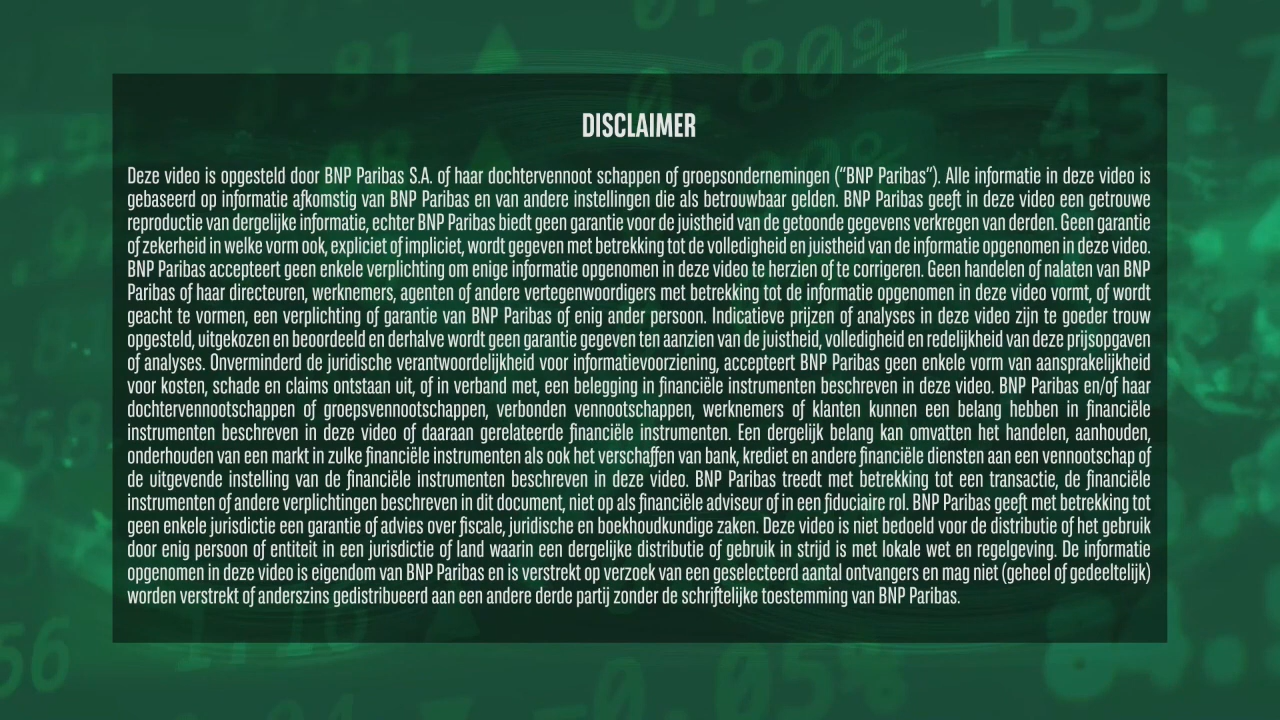 DISCLAIMER
Deze video is opgesteld door BNP Paribas S.A. of haar dochtervennoot schappen of groepsondernemingen (“BNP Paribas”). Alle informatie in deze video is
gebaseerd op informatie afkomstig van BNP Paribas en van andere instellingen die als betrouwbaar gelden. BNP Paribas geeft in deze video een getrouwe
reproductie van dergelijke informatie, echter BNP Paribas biedt geen garantie voor de juistheid van de getoonde gegevens verkregen van derden. Geen garantie
of zekerheid in welke vorm ook, expliciet of impliciet, wordt gegeven met betrekking tot de volledigheid en juistheid van de informatie opgenomen in deze video.
BNP Paribas accepteert geen enkele verplichting om enige informatie opgenomen in deze video te herzien of te corrigeren. Geen handelen of nalaten van BNP
Paribas of haar directeuren, werknemers, agenten of andere vertegenwoordigers met betrekking tot de informatie opgenomen in deze video vormt, of wordt
geacht te vormen, een verplichting of garantie van BNP Paribas of enig ander persoon. Indicatieve prijzen of analyses in deze video zijn te goeder trouw
opgesteld, uitgekozen en beoordeeld en derhalve wordt geen garantie gegeven ten aanzien van de juistheid, volledigheid en redelijkheid van deze prijsopgaven
of analyses. Onverminderd de juridische verantwoordelijkheid voor informatievoorziening, accepteert BNP Paribas geen enkele vorm van aansprakelijkheid
voor kosten, schade en claims ontstaan uit, of in verband met, een belegging in financiële instrumenten beschreven in deze video. BNP Paribas en/of haar
dochtervennootschappen of groepsvennootschappen, verbonden vennootschappen, werknemers of klanten kunnen een belang hebben in financiële
instrumenten beschreven in deze video of daaraan gerelateerde financiële instrumenten. Een dergelijk belang kan omvatten het handelen, aanhouden,
onderhouden van een markt in zulke financiële instrumenten als ook het verschaffen van bank, krediet en andere financiële diensten aan een vennootschap of
de uitgevende instelling van de financiële instrumenten beschreven in deze video. BNP Paribas treedt met betrekking tot een transactie, de financiële
instrumenten of andere verplichtingen beschreven in dit document, niet op als financiële adviseur of in een fiduciaire rol. BNP Paribas geeft met betrekking tot
geen enkele jurisdictie een garantie of advies over fiscale, juridische en boekhoudkundige zaken. Deze video is niet bedoeld voor de distributie of het gebruik
door enig persoon of entiteit in een jurisdictie of land waarin een dergelijke distributie of gebruik in strijd is met lokale wet en regelgeving. De informatie
opgenomen in deze video is eigendom van BNP Paribas en is verstrekt op verzoek van een geselecteerd aantal ontvangers en mag niet (geheel of gedeeltelijk)
worden verstrekt of anderszins gedistribueerd aan een andere derde partij zonder de schriftelijke toestemming van BNP Paribas.